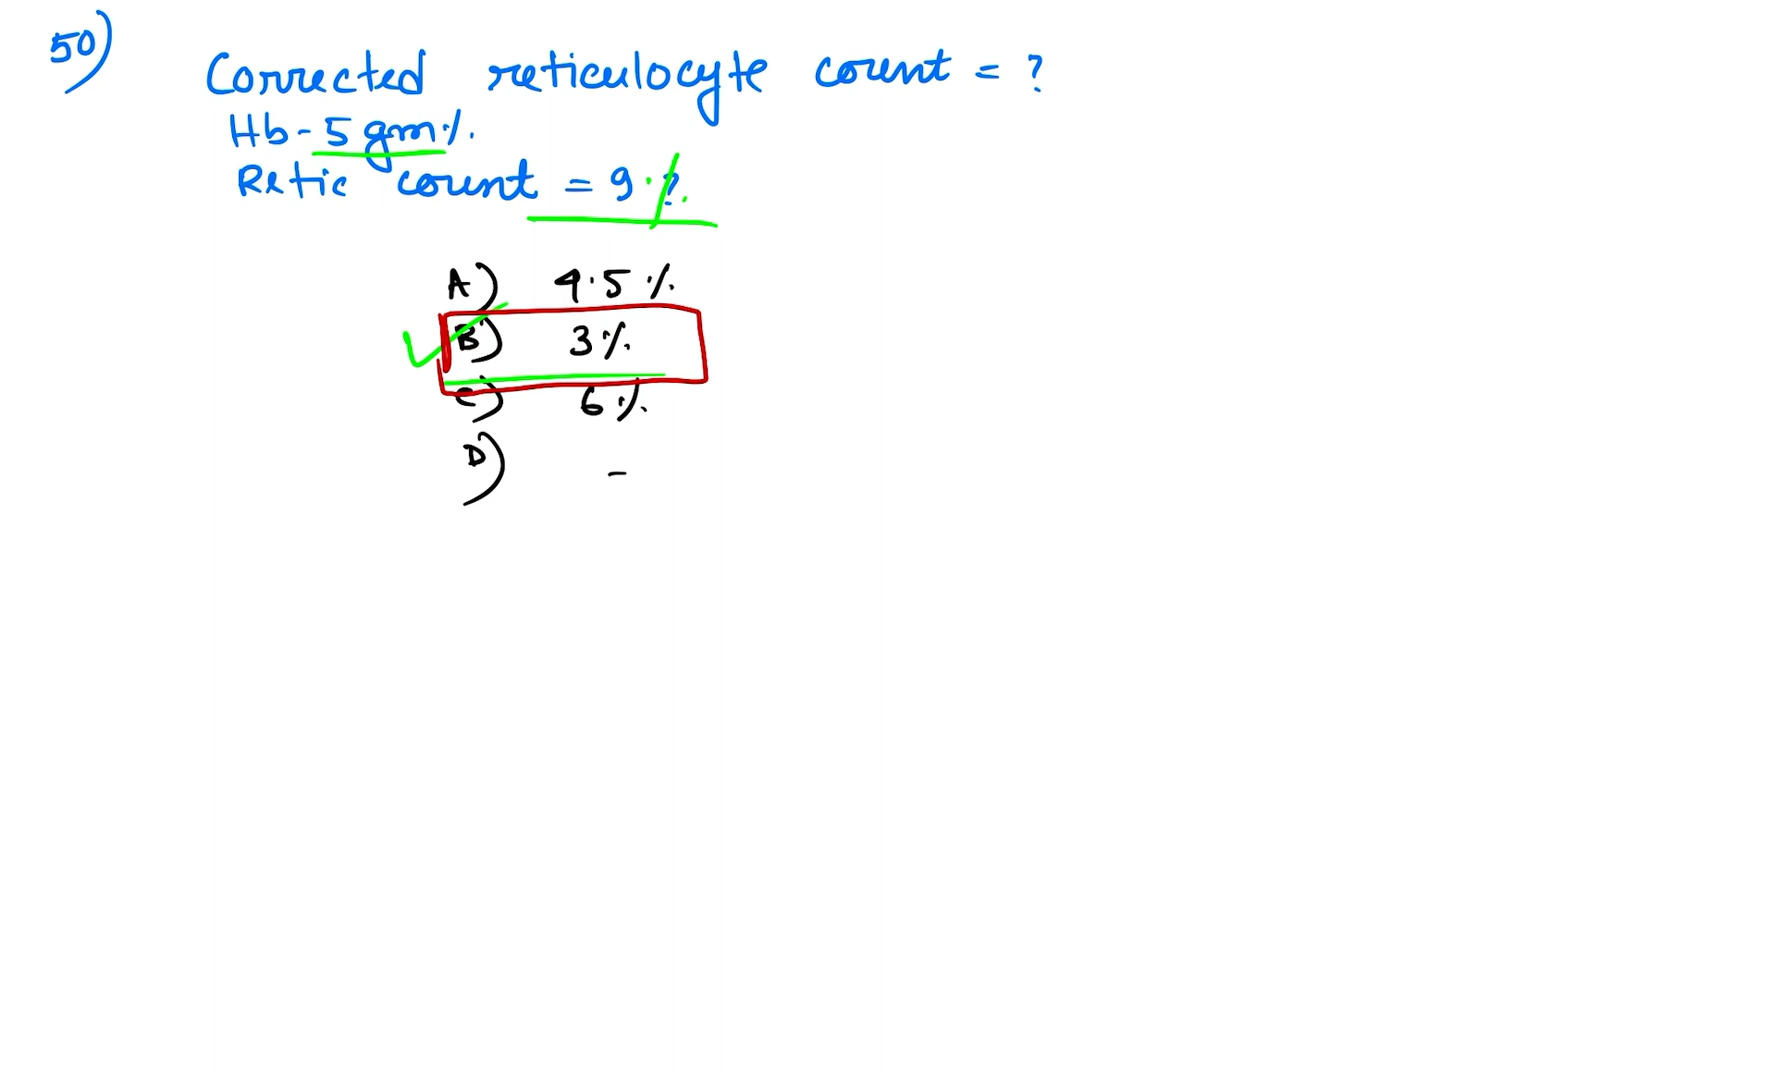 50)
Corrected reticulocyte count = ?
Hb - 5 gm%.
Retic count = 9%.
A) 4.5%.
B) 3%.
C) 6%.
D) -